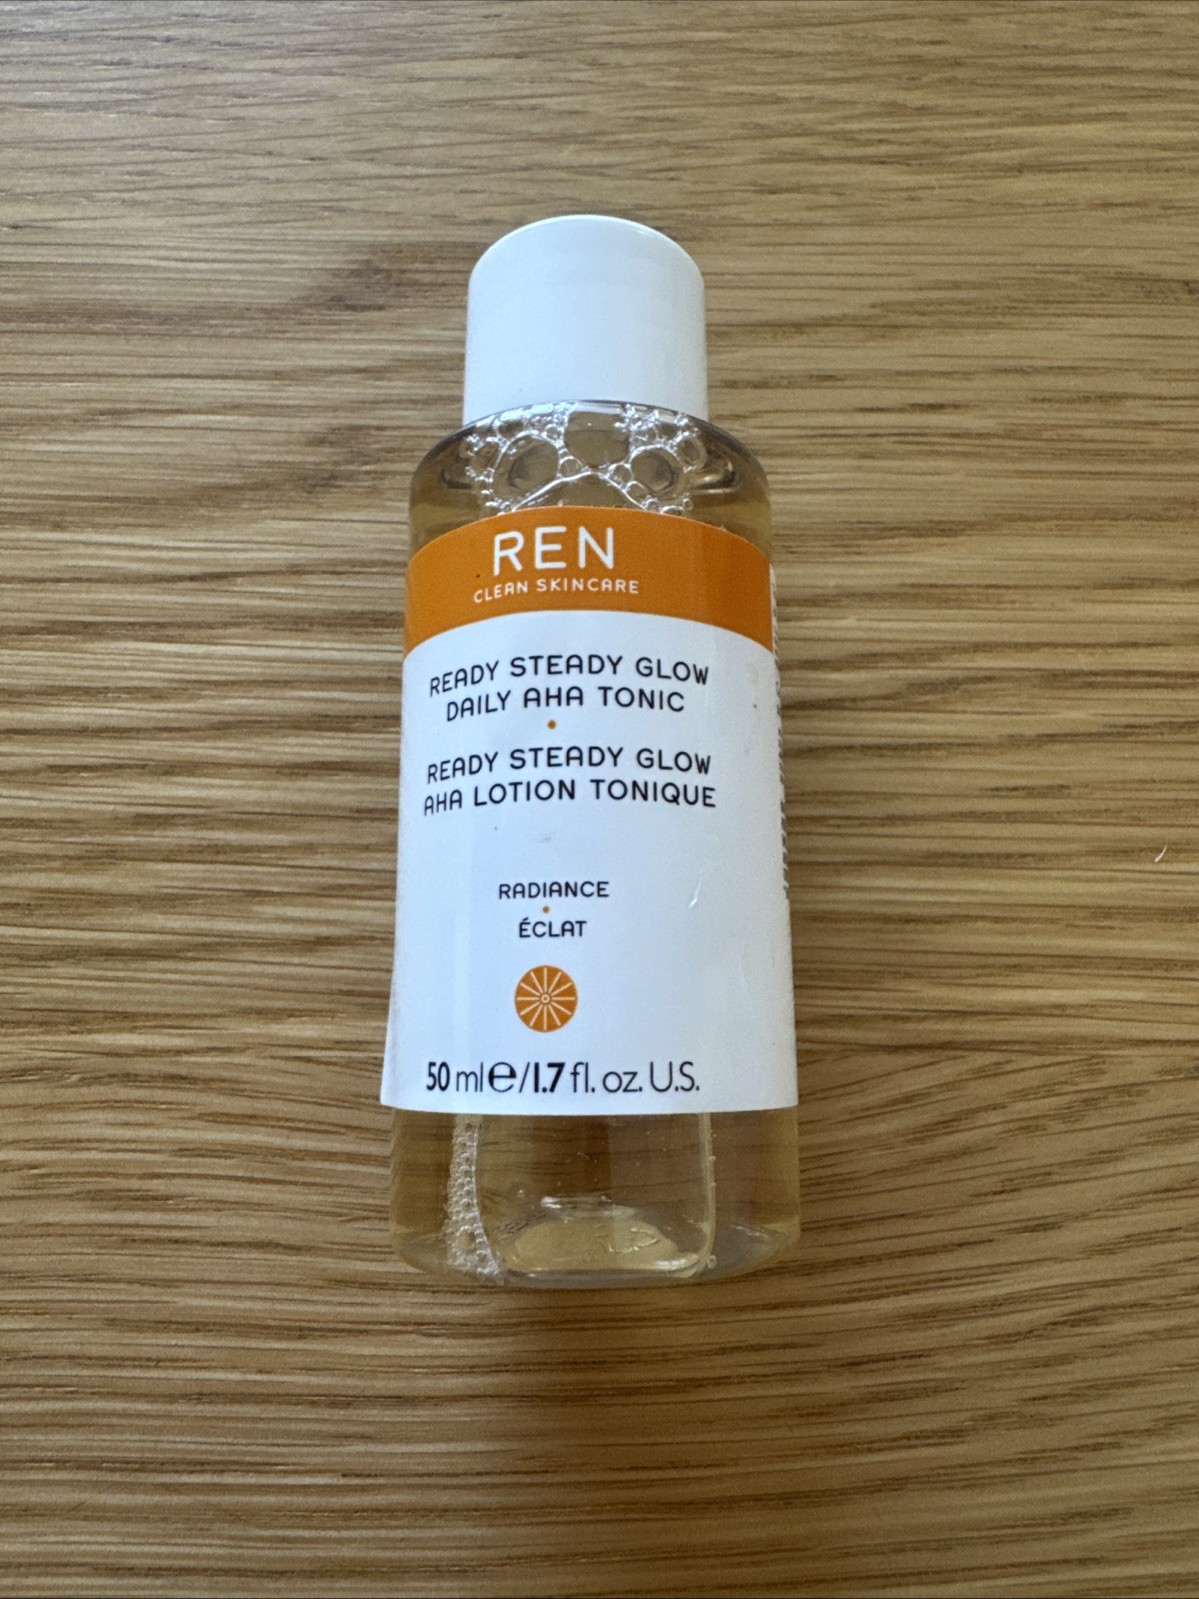 REN
CLEAN SKINCARE
READY STEADY GLOW
DAILY AHA TONIC
READY STEADY GLOW
AHA LOTION TONIQUE
RADIANCE
ÉCLAT
50 ml℮/1.7 fl. oz. U.S.